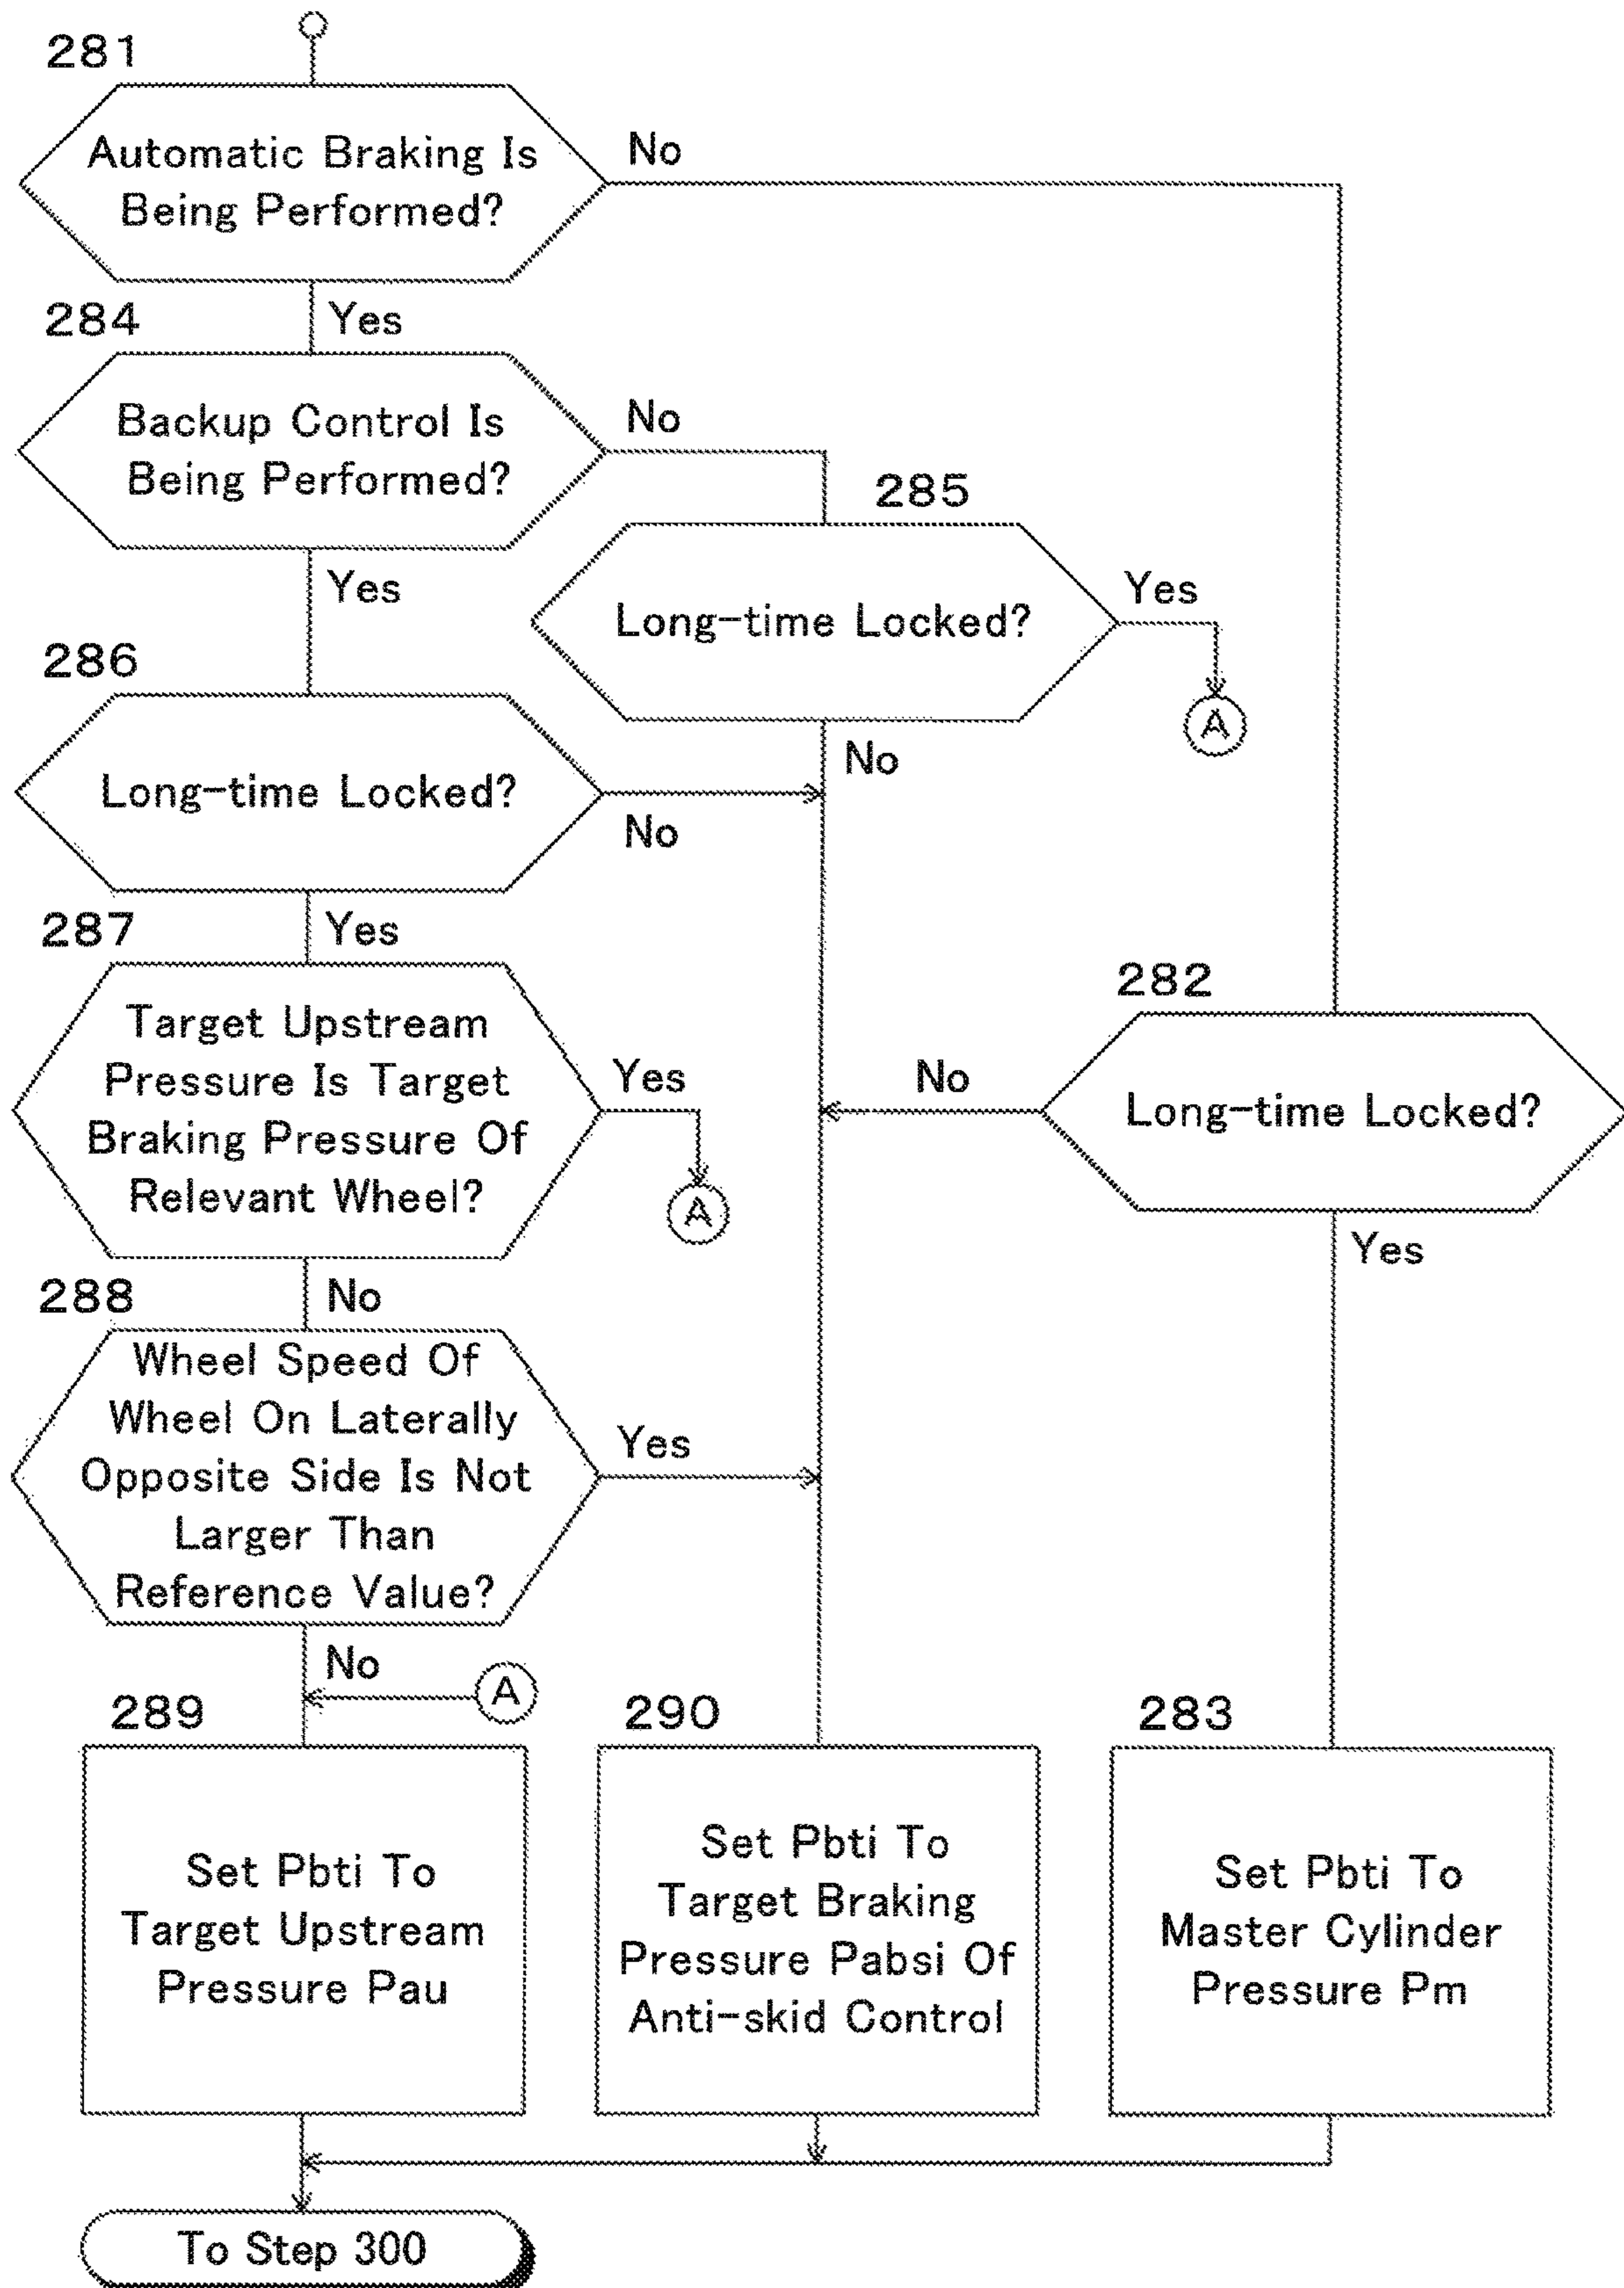 281
Automatic Braking Is
Being Performed?
No
Yes
284
Backup Control Is
Being Performed?
No
Yes
285
Long-time Locked?
Yes
A
No
286
Long-time Locked?
No
Yes
287
Target Upstream
Pressure Is Target
Braking Pressure Of
Relevant Wheel?
Yes
A
No
282
Long-time Locked?
No
Yes
288
Wheel Speed Of
Wheel On Laterally
Opposite Side Is Not
Larger Than
Reference Value?
Yes
No
A
289
Set Pbti To
Target Upstream
Pressure Pau
290
Set Pbti To
Target Braking
Pressure Pabsi Of
Anti-skid Control
283
Set Pbti To
Master Cylinder
Pressure Pm
To Step 300